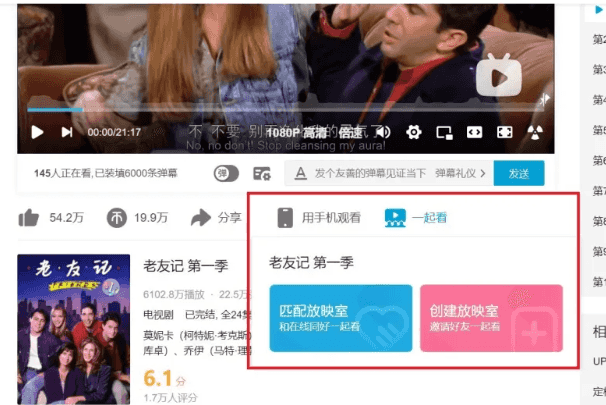 不 不要 别
No, no don't! Stop cleansing my aura!
00:00/21:17
1080P 高清
倍速
145人正在看,已装填6000条弹幕
弹
A 发个友善的弹幕见证当下
弹幕礼仪 >
发送
54.2万
币 19.9万
分享
用手机观看
一起看
老友记 第一季
匹配放映室
和在线同好一起看
创建放映室
邀请好友一起看
老·友·记
老友记 第一季
6102.8万播放 · 22.5万
电视剧 已完结, 全24集
莫妮卡(柯特妮·考克斯)
库卓)、乔伊(马特·理
6.1分
1.7万人评分
第2
第3
第4
第5
第6
第7
第8
第9
第1
相
UP
定档